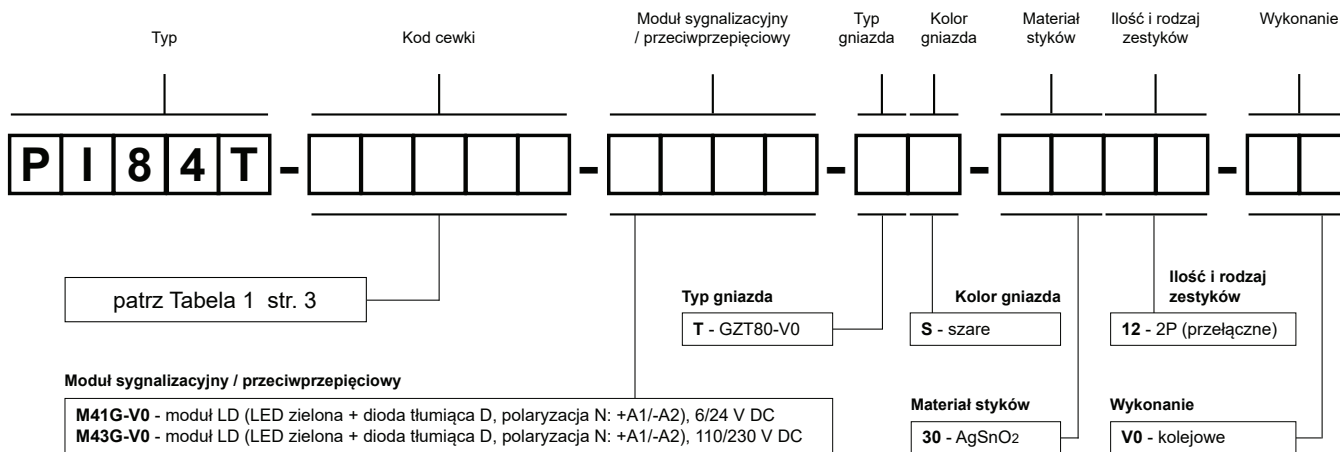 Typ
Kod cewki
Moduł sygnalizacyjny
/ przeciwprzepięciowy
Typ
gniazda
Kolor
gniazda
Materiał
styków
Ilość i rodzaj
zestyków
Wykonanie
PI84T - - - - -
patrz Tabela 1 str. 3
Typ gniazda
T - GZT80-V0
Kolor gniazda
S - szare
Ilość i rodzaj
zestyków
12 - 2P (przełączne)
Moduł sygnalizacyjny / przeciwprzepięciowy
M41G-V0 - moduł LD (LED zielona + dioda tłumiąca D, polaryzacja N: +A1/-A2), 6/24 V DC
M43G-V0 - moduł LD (LED zielona + dioda tłumiąca D, polaryzacja N: +A1/-A2), 110/230 V DC
Materiał styków
30 - AgSnO2
Wykonanie
V0 - kolejowe